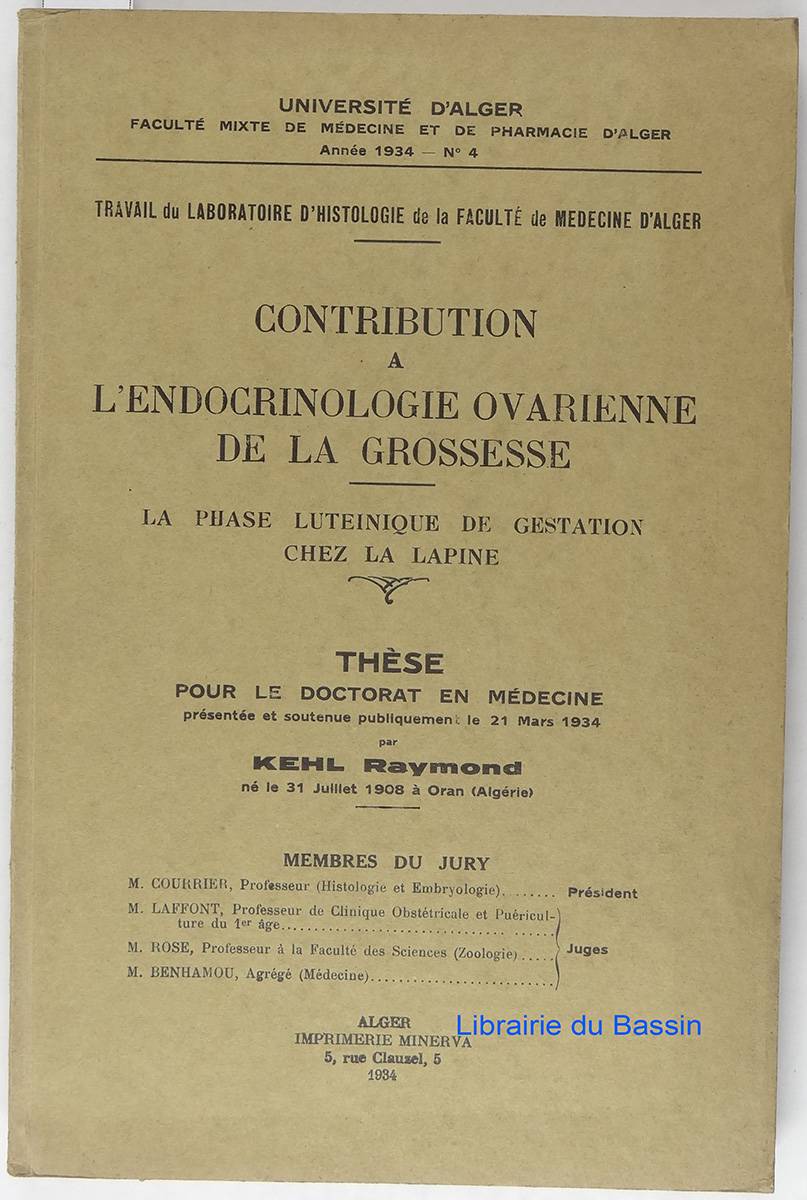 UNIVERSITÉ D'ALGER
FACULTÉ MIXTE DE MÉDECINE ET DE PHARMACIE D'ALGER
Année 1934 — N° 4
TRAVAIL du LABORATOIRE D'HISTOLOGIE de la FACULTÉ de MEDECINE D'ALGER
CONTRIBUTION
A
L'ENDOCRINOLOGIE OVARIENNE
DE LA GROSSESSE
LA PHASE LUTEINIQUE DE GESTATION
CHEZ LA LAPINE
THÈSE
POUR LE DOCTORAT EN MÉDECINE
présentée et soutenue publiquement le 21 Mars 1934
par
KEHL Raymond
né le 31 Juillet 1908 à Oran (Algérie)
MEMBRES DU JURY
M. COURRIER, Professeur (Histologie et Embryologie)........ Président
M. LAFFONT, Professeur de Clinique Obstétricale et Puéricul-
ture du 1er âge......................................
M. ROSE, Professeur à la Faculté des Sciences (Zoologie)..... Juges
M. BENHAMOU, Agrégé (Médecine)..........................
ALGER
IMPRIMERIE MINERVA
5, rue Clauzel, 5
1934
Librairie du Bassin